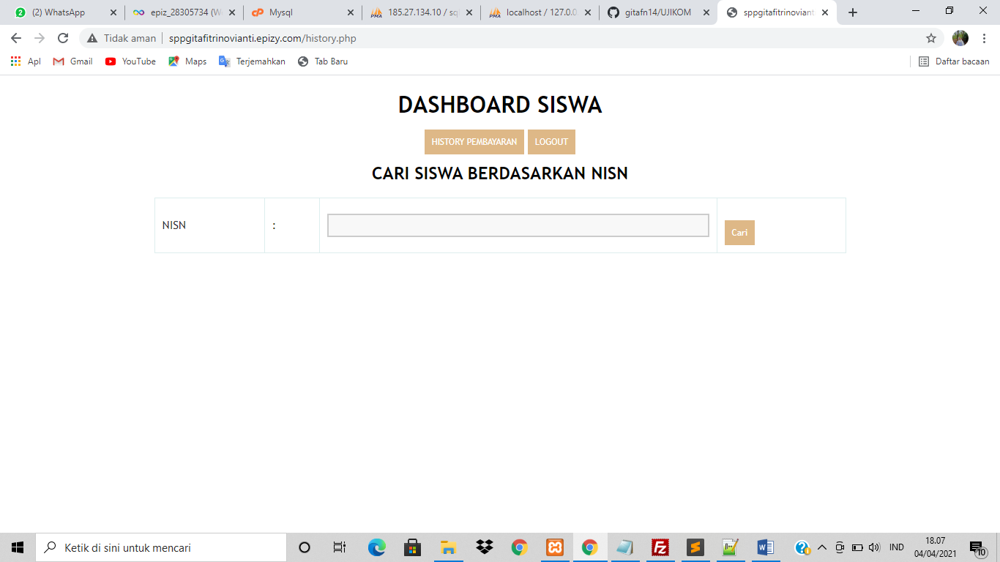 (2) WhatsApp
epiz_28305734 (We
Mysql
185.27.134.10 / sq
localhost / 127.0.0
gitafn14/UJIKOM
sppgitafitrinovianti
Tidak aman
sppgitafitrinovianti.epizy.com/history.php
Apl
Gmail
YouTube
Maps
Terjemahkan
Tab Baru
Daftar bacaan
DASHBOARD SISWA
HISTORY PEMBAYARAN
LOGOUT
CARI SISWA BERDASARKAN NISN
NISN
:
Cari
Ketik di sini untuk mencari
IND
18.07
04/04/2021
10